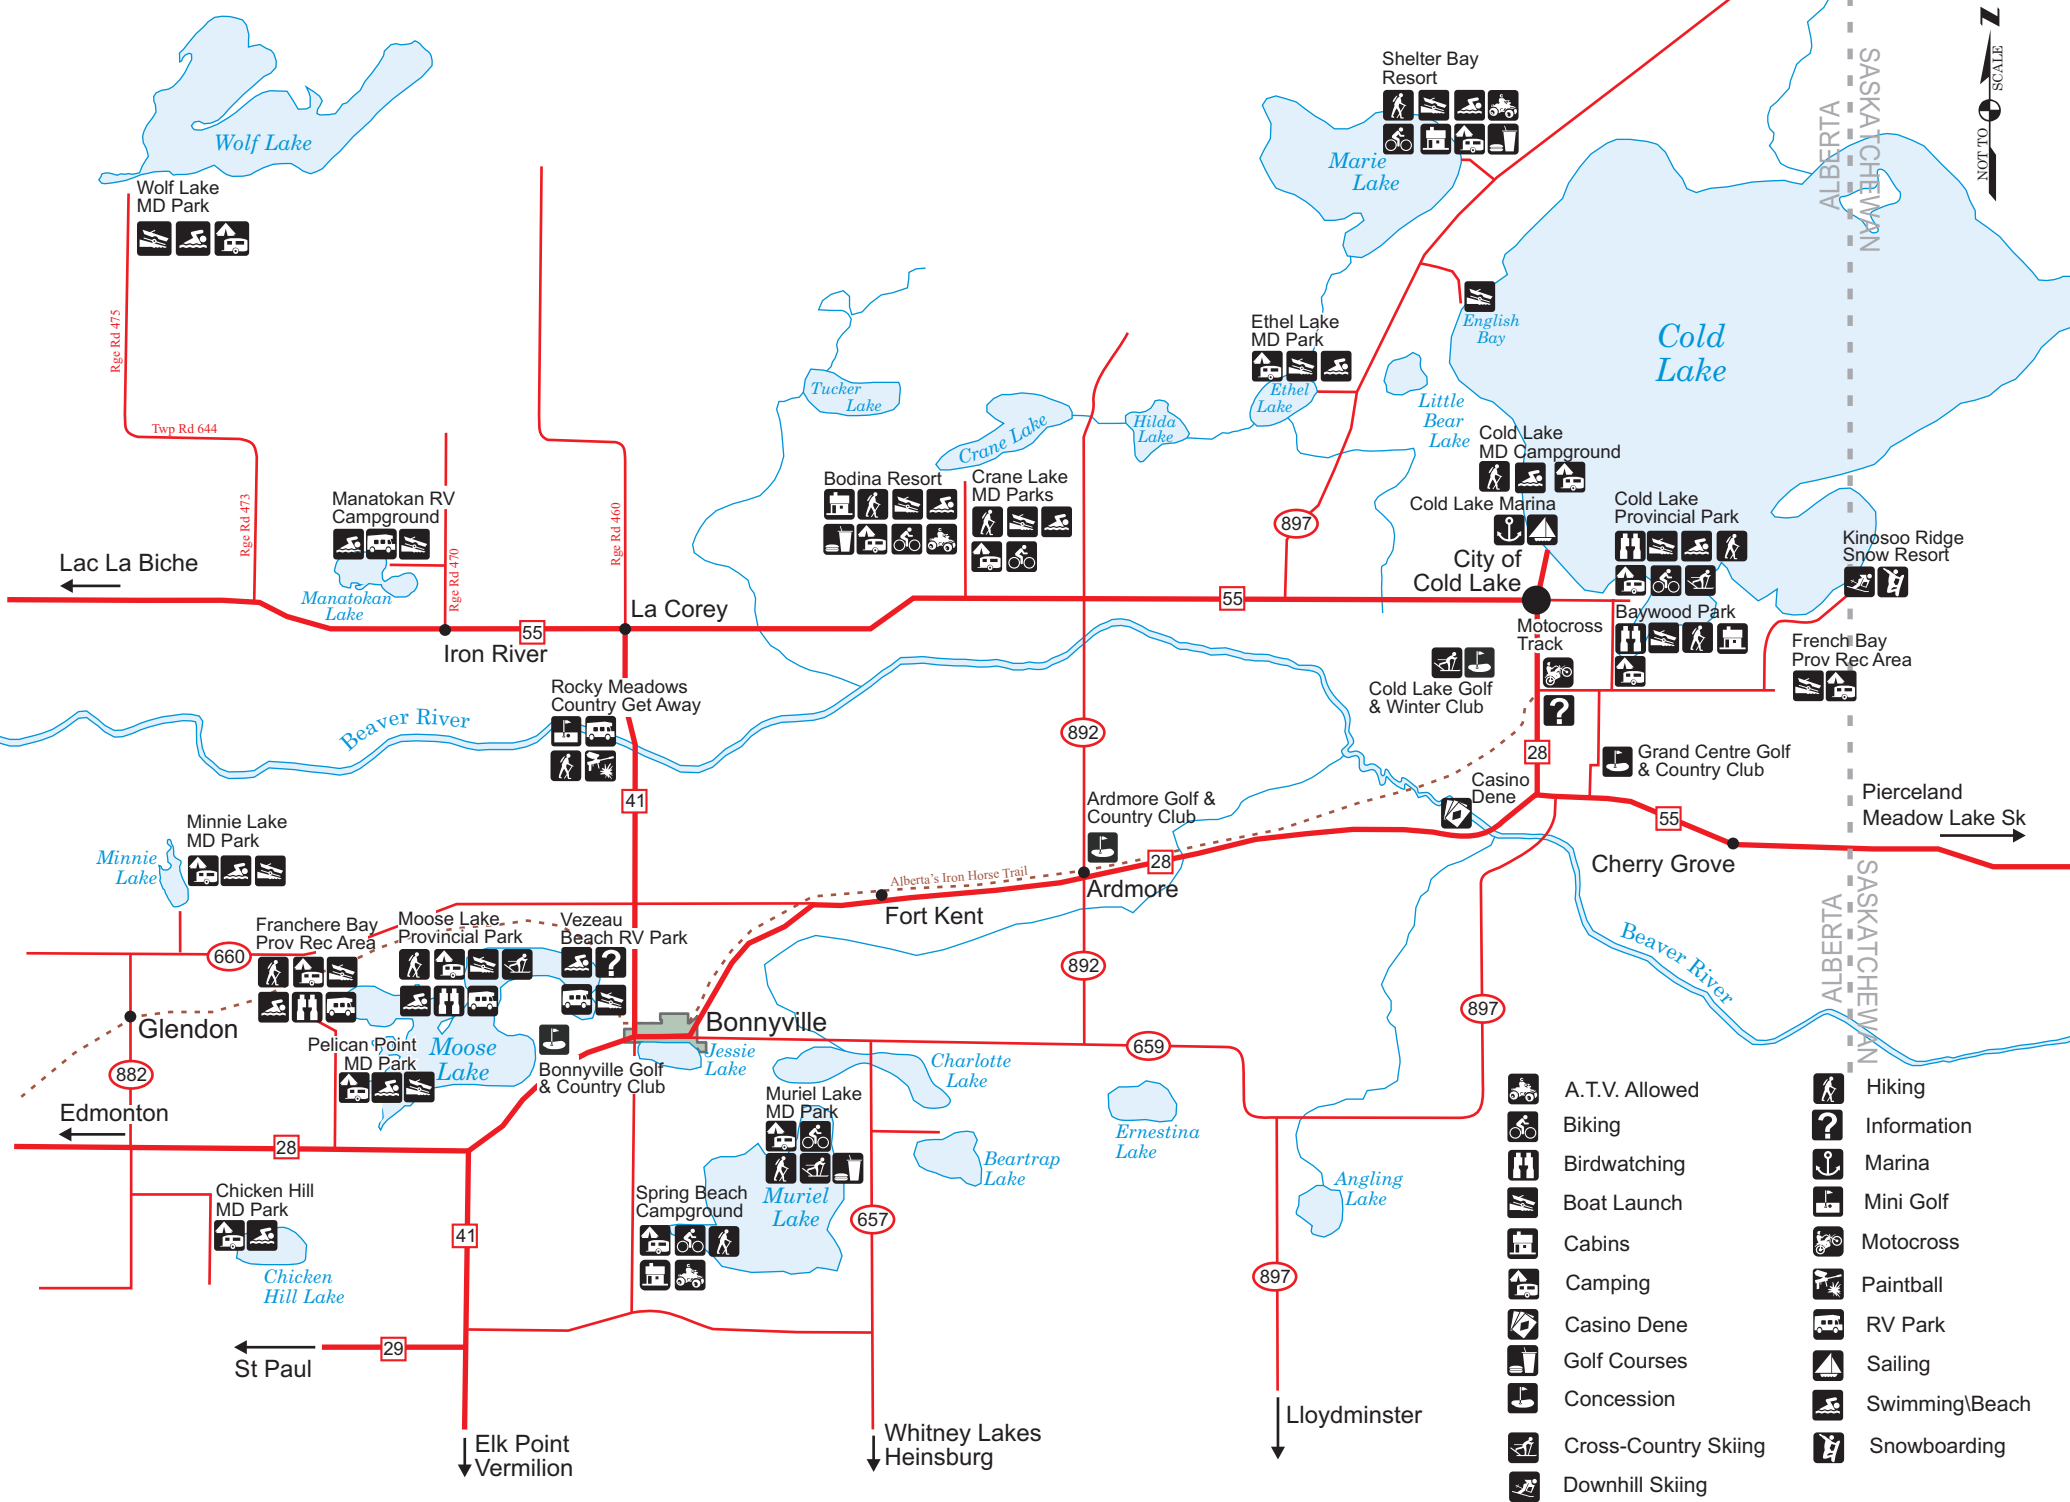 Wolf Lake
Wolf Lake
MD Park
Rge Rd 475
Twp Rd 644
Rge Rd 473
Manatokan RV
Campground
Manatokan
Lake
Rge Rd 470
Rge Rd 460
Lac La Biche
Iron River
55
La Corey
Rocky Meadows
Country Get Away
Beaver River
41
Tucker
Lake
Crane Lake
Hilda
Lake
Bodina Resort
Crane Lake
MD Parks
Shelter Bay
Resort
Marie
Lake
Ethel Lake
MD Park
Ethel
Lake
English
Bay
Little
Bear
Lake
Cold
Lake
ALBERTA
SASKATCHEWAN
NOT TO
SCALE
N
Cold Lake
MD Campground
Cold Lake Marina
City of
Cold Lake
Cold Lake
Provincial Park
Kinosoo Ridge
Snow Resort
897
55
Baywood Park
Motocross
Track
French Bay
Prov Rec Area
Cold Lake Golf
& Winter Club
?
28
Grand Centre Golf
& Country Club
Casino
Dene
892
Pierceland
Meadow Lake Sk
55
Cherry Grove
Ardmore Golf &
Country Club
28
Ardmore
Alberta's Iron Horse Trail
Fort Kent
Beaver River
ALBERTA
SASKATCHEWAN
Minnie Lake
MD Park
Minnie
Lake
Franchere Bay
Prov Rec Area
Moose Lake
Provincial Park
Vezeau
Beach RV Park
?
660
892
897
Glendon
Pelican Point
MD Park
Moose
Lake
Bonnyville
Jessie
Lake
Bonnyville Golf
& Country Club
659
Charlotte
Lake
882
Edmonton
28
Muriel Lake
MD Park
Muriel
Lake
Ernestina
Lake
Beartrap
Lake
Angling
Lake
Chicken Hill
MD Park
Chicken
Hill Lake
Spring Beach
Campground
41
657
897
29
St Paul
Elk Point
Vermilion
Whitney Lakes
Heinsburg
Lloydminster
A.T.V. Allowed
Biking
Birdwatching
Boat Launch
Cabins
Camping
Casino Dene
Golf Courses
Concession
Cross-Country Skiing
Downhill Skiing
Hiking
? Information
Marina
Mini Golf
Motocross
Paintball
RV Park
Sailing
Swimming\Beach
Snowboarding